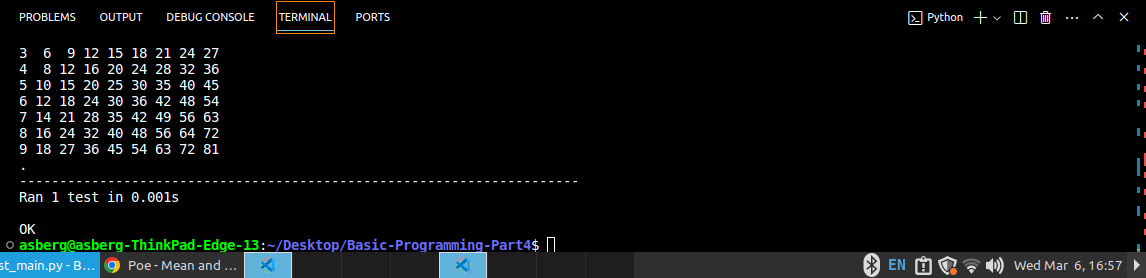 PROBLEMS OUTPUT DEBUG CONSOLE TERMINAL PORTS Python
3  6  9 12 15 18 21 24 27
4  8 12 16 20 24 28 32 36
5 10 15 20 25 30 35 40 45
6 12 18 24 30 36 42 48 54
7 14 21 28 35 42 49 56 63
8 16 24 32 40 48 56 64 72
9 18 27 36 45 54 63 72 81
.
----------------------------------------------------------------------
Ran 1 test in 0.001s
OK
asberg@asberg-ThinkPad-Edge-13:~/Desktop/Basic-Programming-Part4$
st_main.py - B... Poe - Mean and ... EN Wed Mar 6, 16:57